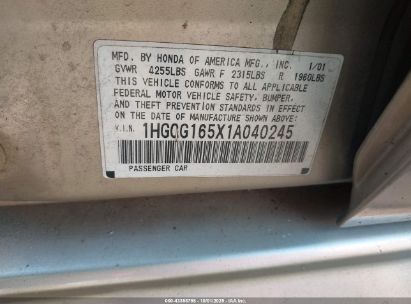 MFD. BY HONDA OF AMERICA MFG., INC. 1/01
GVWR 4255LBS GAWR F 2315LBS R 1960LBS
THIS VEHICLE CONFORMS TO ALL APPLICABLE
FEDERAL MOTOR VEHICLE SAFETY, BUMPER,
AND THEFT PREVENTION STANDARDS IN EFFECT
ON THE DATE OF MANUFACTURE SHOWN ABOVE.
V.I.N. 1HGCG165X1A040245
PASSENGER CAR